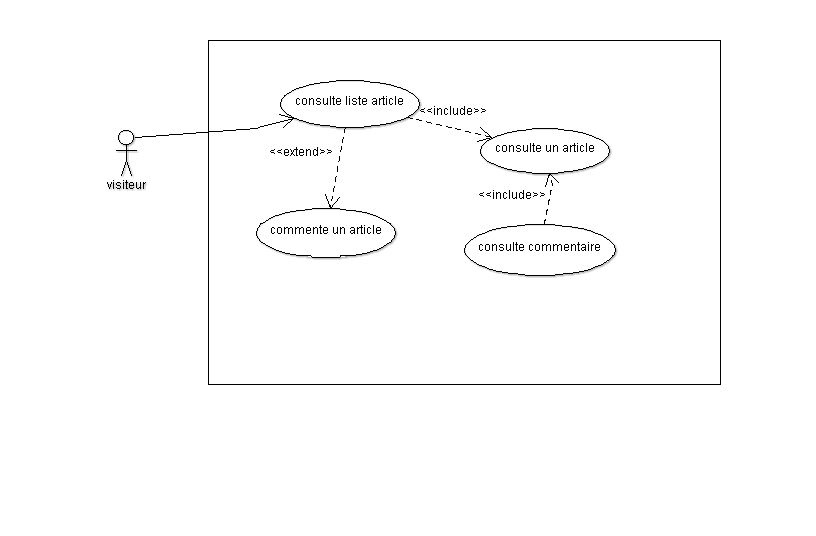 consulte liste article
<<include>>
consulte un article
<<extend>>
visiteur
<<include>>
commente un article
consulte commentaire